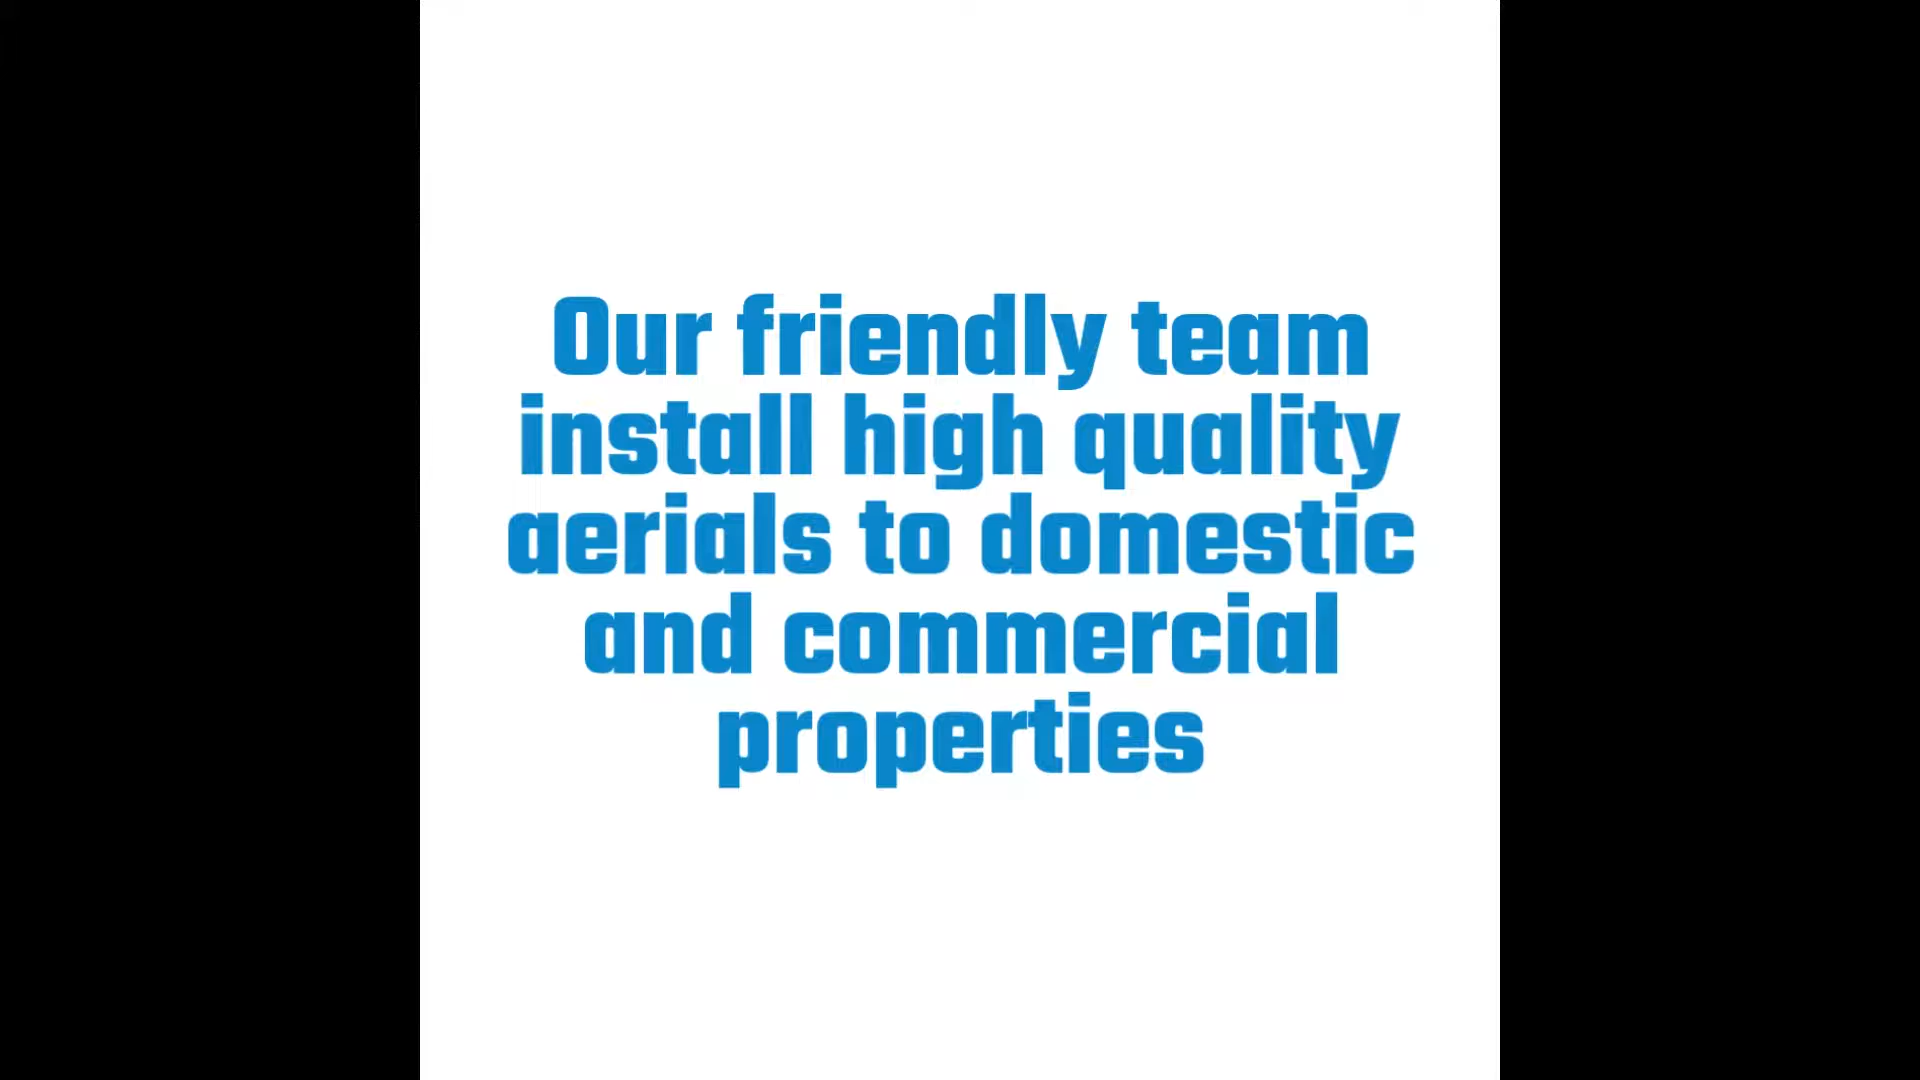 Our friendly team
install high quality
aerials to domestic
and commercial
properties